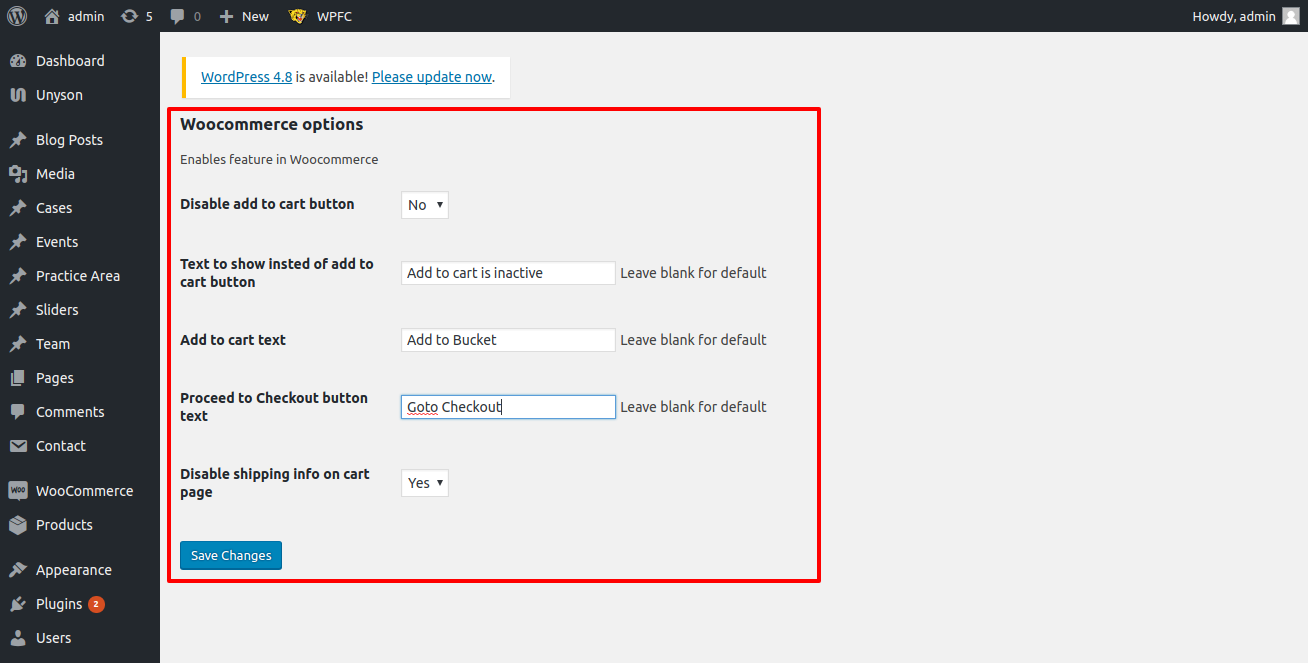 admin 5 0 New WPFC Howdy, admin
Dashboard
Unyson
Blog Posts
Media
Cases
Events
Practice Area
Sliders
Team
Pages
Comments
Contact
WOO WooCommerce
Products
Appearance
Plugins 2
Users
WordPress 4.8 is available! Please update now.
Woocommerce options
Enables feature in Woocommerce
Disable add to cart button No
Text to show insted of add to
cart button
Add to cart is inactive Leave blank for default
Add to cart text Add to Bucket Leave blank for default
Proceed to Checkout button
text
Goto Checkout Leave blank for default
Disable shipping info on cart
page
Yes
Save Changes